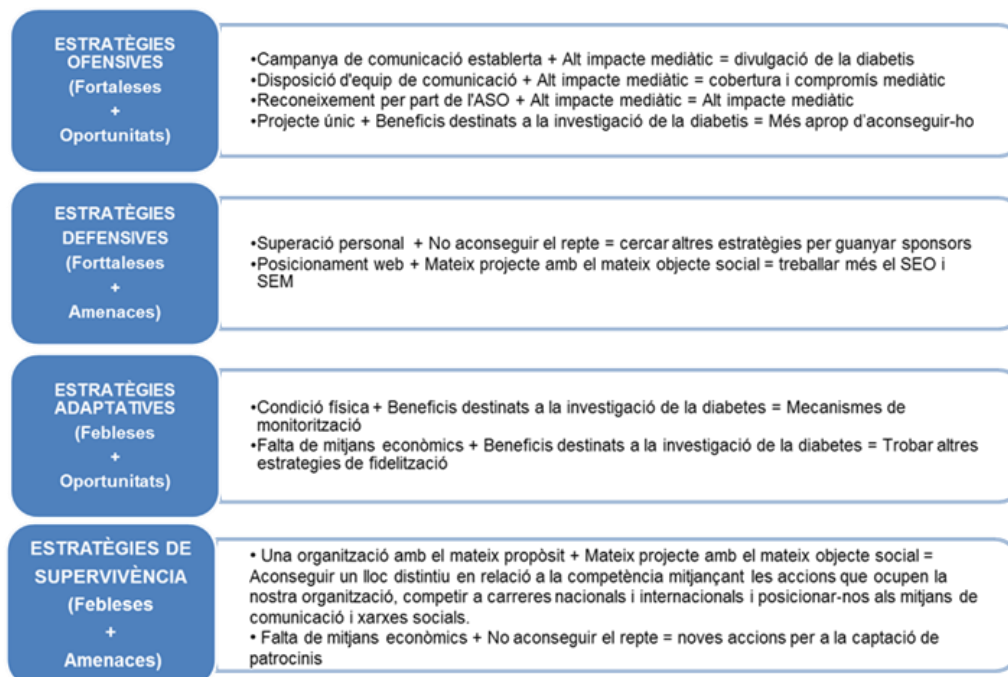 ESTRATÈGIES
OFENSIVES
(Fortaleses
+
Oportunitats)
•Campanya de comunicació establerta + Alt impacte mediàtic = divulgació de la diabetis
•Disposició d'equip de comunicació + Alt impacte mediàtic = cobertura i compromís mediàtic
•Reconeixement per part de l'ASO + Alt impacte mediàtic = Alt impacte mediàtic
•Projecte únic + Beneficis destinats a la investigació de la diabetis = Més aprop d’aconseguir-ho
ESTRATÈGIES
DEFENSIVES
(Forttaleses
+
Amenaces)
•Superació personal + No aconseguir el repte = cercar altres estratègies per guanyar sponsors
•Posicionament web + Mateix projecte amb el mateix objecte social = treballar més el SEO i
SEM
ESTRATÈGIES
ADAPTATIVES
(Febleses
+
Oportunitats)
•Condició física + Beneficis destinats a la investigació de la diabetes = Mecanismes de
monitorització
•Falta de mitjans econòmics + Beneficis destinats a la investigació de la diabetes = Trobar altres
estrategies de fidelització
ESTRATÈGIES DE
SUPERVIVÈNCIA
(Febleses
+
Amenaces)
• Una organització amb el mateix propòsit + Mateix projecte amb el mateix objecte social =
Aconseguir un lloc distintiu en relació a la competència mitjançant les accions que ocupen la
nostra organització, competir a carreres nacionals i internacionals i posicionar-nos als mitjans de
comunicació i xarxes socials.
• Falta de mitjans econòmics + No aconseguir el repte = noves accions per a la captació de
patrocinis